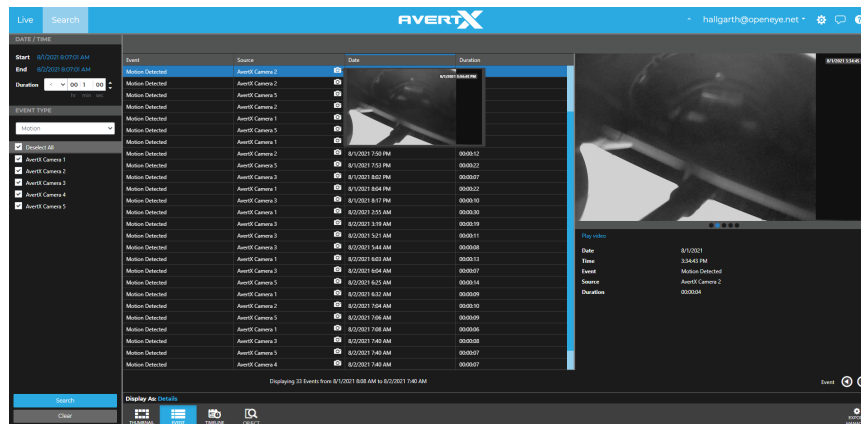 Live Search AVERTX hallgarth@openeye.net
DATE / TIME
Start 8/1/2021 8:07:01 AM
End 8/2/2021 8:07:01 AM
Duration - 00 1 00
hr min sec
EVENT TYPE
Motion
Deselect All
AvertX Camera 1
AvertX Camera 2
AvertX Camera 3
AvertX Camera 4
AvertX Camera 5
Search
Clear
Event Source Date Duration
Motion Detected AvertX Camera 2
Motion Detected AvertX Camera 2
Motion Detected AvertX Camera 5
Motion Detected AvertX Camera 2
Motion Detected AvertX Camera 1
Motion Detected AvertX Camera 5
Motion Detected AvertX Camera 1
Motion Detected AvertX Camera 2 8/1/2021 7:50 PM 00:00:12
Motion Detected AvertX Camera 5 8/1/2021 7:53 PM 00:00:22
Motion Detected AvertX Camera 3 8/1/2021 8:02 PM 00:00:07
Motion Detected AvertX Camera 1 8/1/2021 8:04 PM 00:00:22
Motion Detected AvertX Camera 3 8/1/2021 8:17 PM 00:00:10
Motion Detected AvertX Camera 1 8/2/2021 2:55 AM 00:00:30
Motion Detected AvertX Camera 2 8/2/2021 3:19 AM 00:00:19
Motion Detected AvertX Camera 3 8/2/2021 5:21 AM 00:00:11
Motion Detected AvertX Camera 3 8/2/2021 5:44 AM 00:00:08
Motion Detected AvertX Camera 1 8/2/2021 6:03 AM 00:00:13
Motion Detected AvertX Camera 3 8/2/2021 6:04 AM 00:00:07
Motion Detected AvertX Camera 5 8/2/2021 6:25 AM 00:00:14
Motion Detected AvertX Camera 1 8/2/2021 6:32 AM 00:00:09
Motion Detected AvertX Camera 2 8/2/2021 7:04 AM 00:00:10
Motion Detected AvertX Camera 5 8/2/2021 7:06 AM 00:00:09
Motion Detected AvertX Camera 1 8/2/2021 7:08 AM 00:00:06
Motion Detected AvertX Camera 3 8/2/2021 7:40 AM 00:00:08
Motion Detected AvertX Camera 5 8/2/2021 7:40 AM 00:00:07
Motion Detected AvertX Camera 4 8/2/2021 7:40 AM 00:00:07
8/1/2021 3:34:43 PM
Displaying 33 Events from 8/1/2021 8:08 AM to 8/2/2021 7:40 AM
Display As: Details
THUMBNAIL EVENT TIMELINE OBJECT
8/1/2021 3:34:43
Play video
Date 8/1/2021
Time 3:34:43 PM
Event Motion Detected
Source AvertX Camera 2
Duration 00:00:04
Event